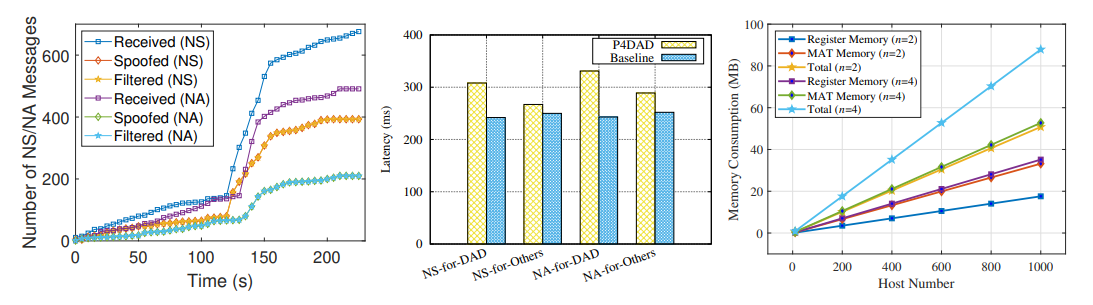 Number of NS/NA Messages
600
400
200
0
Received (NS)
Spoofed (NS)
Filtered (NS)
Received (NA)
Spoofed (NA)
Filtered (NA)
0 50 100 150 200
Time (s)
Latency (ms)
400
300
200
100
0
P4DAD
Baseline
NS-for-DAD
NS-for-Others
NA-for-DAD
NA-for-Others
Memory Consumption (MB)
100
80
60
40
20
0
Register Memory (n=2)
MAT Memory (n=2)
Total (n=2)
Register Memory (n=4)
MAT Memory (n=4)
Total (n=4)
0 200 400 600 800 1000
Host Number